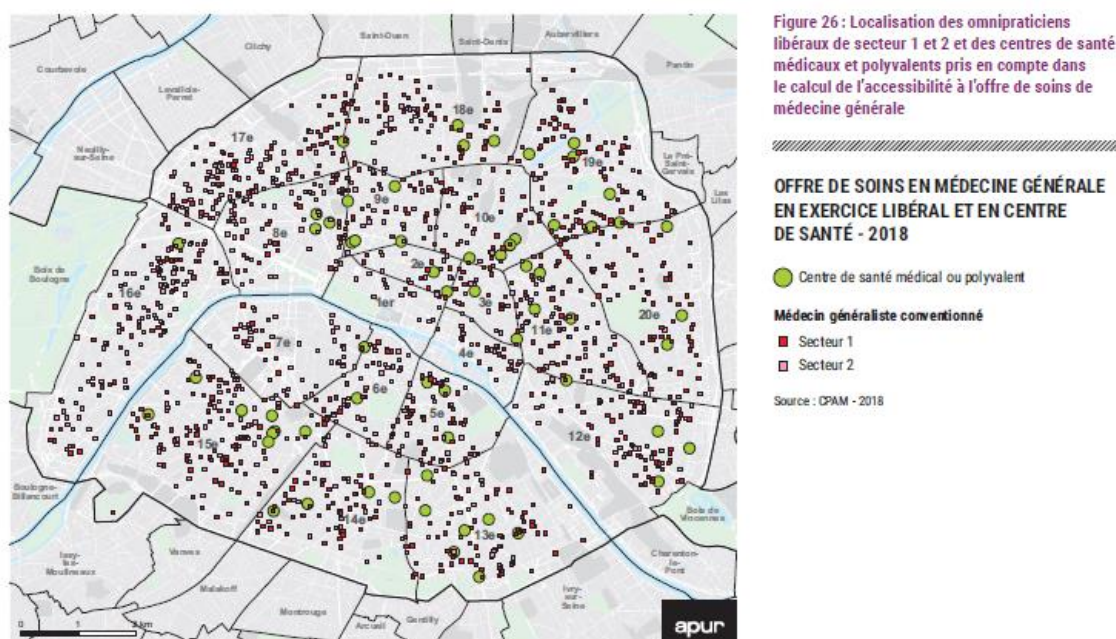 Figure 26 : Localisation des omnipraticiens
libéraux de secteur 1 et 2 et des centres de santé
médicaux et polyvalents pris en compte dans
le calcul de l'accessibilité à l'offre de soins de
médecine générale
OFFRE DE SOINS EN MÉDECINE GÉNÉRALE
EN EXERCICE LIBÉRAL ET EN CENTRE
DE SANTÉ - 2018
Centre de santé médical ou polyvalent
Médecin généraliste conventionné
Secteur 1
Secteur 2
Source : CPAM - 2018
Saint-Ouen
Saint-Denis
Aubervilliers
Clichy
Courbevoie
Pantin
Levallois-
Perret
Neuilly-
sur-Seine
Le Pré-
Saint-
Gervais
Les
Lilas
Bois de
Boulogne
18e
17e
19e
9e
10e
8e
2e
16e
1er
3e
20e
11e
7e
4e
6e
5e
15e
12e
14e
13e
Boulogne-
Billancourt
Bois de
Vincennes
Issy-
les-
Moulineaux
Vanves
Malakoff
Charenton-
le-
Pont
Montrouge
Arcueil
Gentilly
Ivry-
sur-
Seine
0 1 2 km
apur